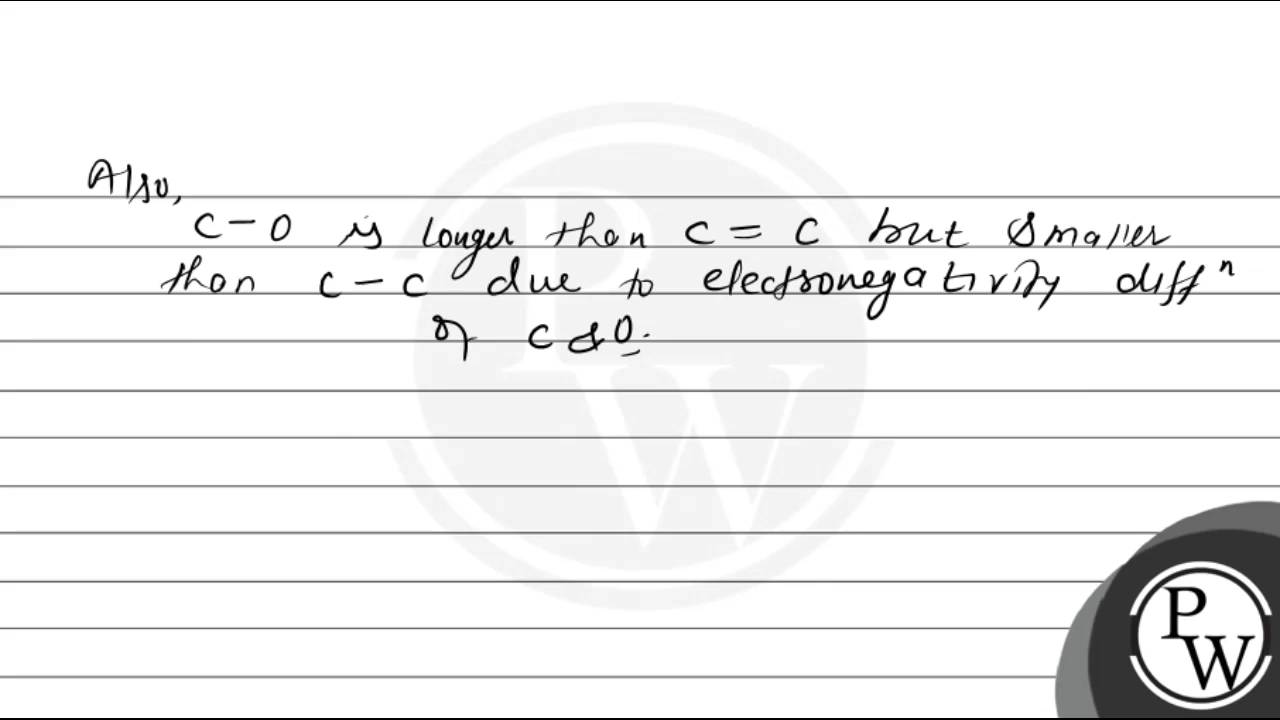 Also,
C - O is longer than C = C but smaller
than C - C due to electronegativity diffⁿ
of C & O.
P
W
P
W